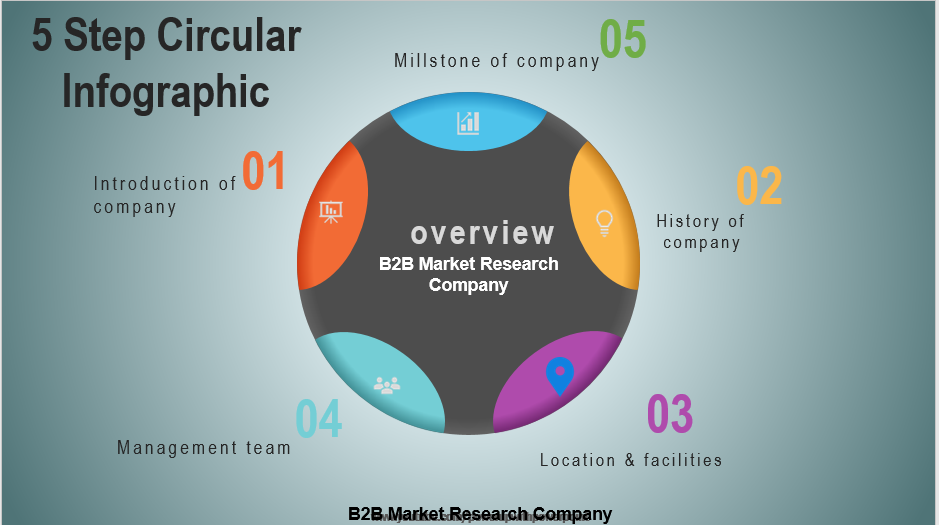 5 Step Circular
Infographic
05
Millstone of company
01
Introduction of
company
02
History of
company
overview
B2B Market Research
Company
04
Management team
03
Location & facilities
B2B Market Research Company